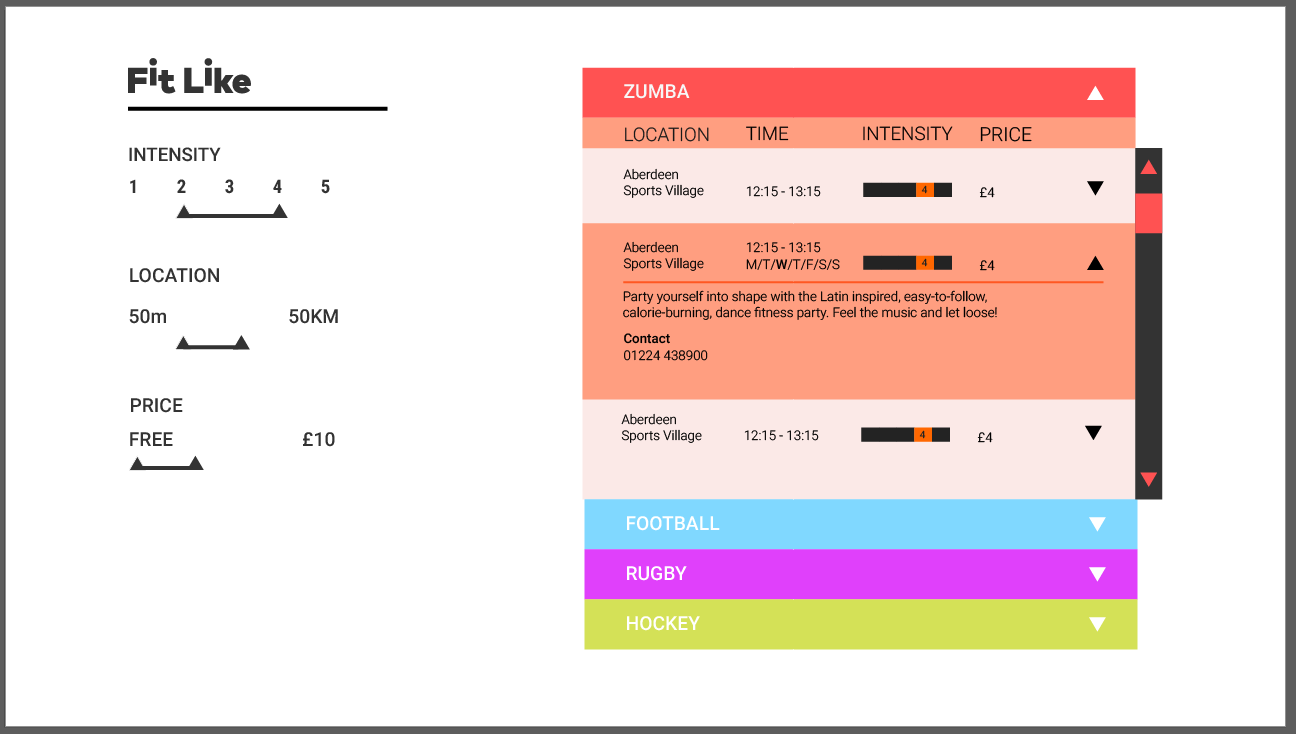 Fit Like
INTENSITY
1 2 3 4 5
LOCATION
50m 50KM
PRICE
FREE £10
ZUMBA
LOCATION TIME INTENSITY PRICE
Aberdeen
Sports Village 12:15 - 13:15 4 £4
Aberdeen 12:15 - 13:15
Sports Village M/T/W/T/F/S/S 4 £4
Party yourself into shape with the Latin inspired, easy-to-follow,
calorie-burning, dance fitness party. Feel the music and let loose!
Contact
01224 438900
Aberdeen
Sports Village 12:15 - 13:15 4 £4
FOOTBALL
RUGBY
HOCKEY